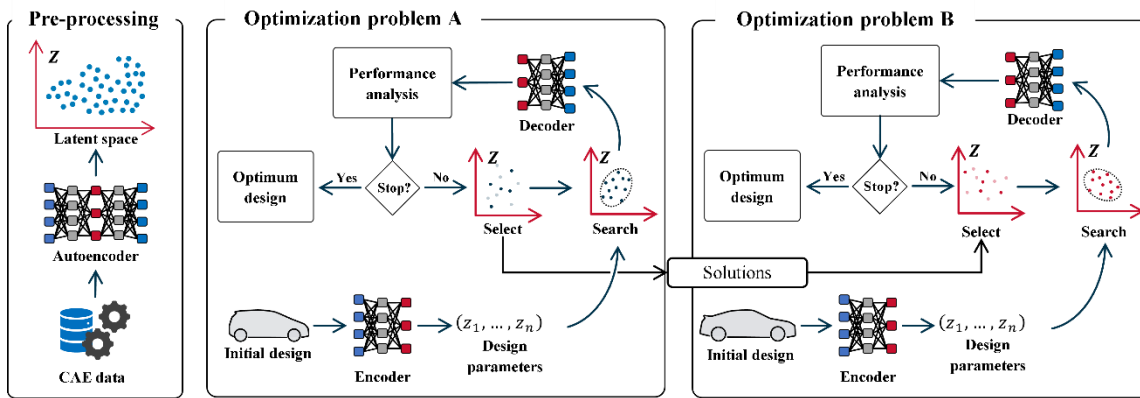 Pre-processing
Z
Latent space
Autoencoder
CAE data
Optimization problem A
Performance
analysis
Decoder
Optimum
design
Yes
Stop?
No
Z
Select
Z
Search
Initial design
Encoder
(z₁, … , zₙ)
Design
parameters
Solutions
Optimization problem B
Performance
analysis
Decoder
Optimum
design
Yes
Stop?
No
Z
Select
Z
Search
Initial design
Encoder
(z₁, … , zₙ)
Design
parameters